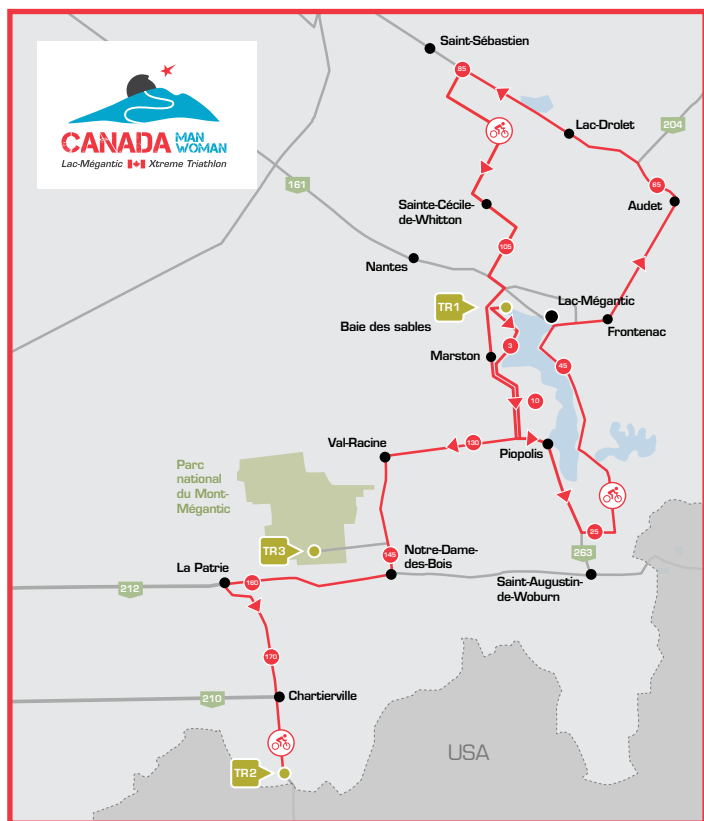 Saint-Sébastien
85
CANADA MAN
WOMAN
Lac-Mégantic Xtreme Triathlon
Lac-Drolet
204
161
65
Audet
Sainte-Cécile-
de-Whitton
105
Nantes
TR1
Lac-Mégantic
Baie des sables
Frontenac
3
Marston
45
10
130
Val-Racine
Piopolis
Parc
national
du Mont-
Mégantic
25
TR3
145
Notre-Dame-
des-Bois
263
La Patrie
160
Saint-Augustin-
de-Woburn
212
170
210
Chartierville
USA
TR2